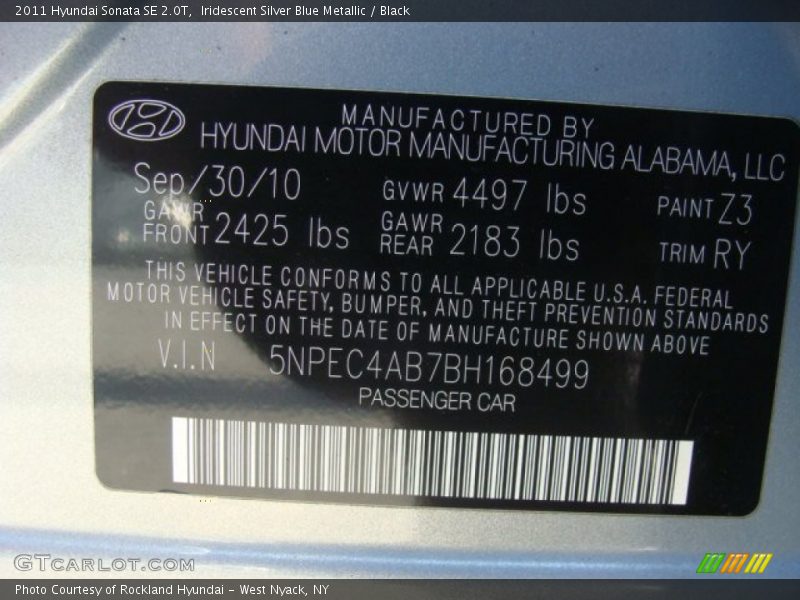 2011 Hyundai Sonata SE 2.0T, Iridescent Silver Blue Metallic / Black
MANUFACTURED BY
HYUNDAI MOTOR MANUFACTURING ALABAMA, LLC
Sep/30/10 GVWR 4497 lbs PAINT Z3
GAWR FRONT 2425 lbs GAWR REAR 2183 lbs TRIM RY
THIS VEHICLE CONFORMS TO ALL APPLICABLE U.S.A. FEDERAL
MOTOR VEHICLE SAFETY, BUMPER, AND THEFT PREVENTION STANDARDS
IN EFFECT ON THE DATE OF MANUFACTURE SHOWN ABOVE
V.I.N 5NPEC4AB7BH168499
PASSENGER CAR
GTCARLOT.COM
Photo Courtesy of Rockland Hyundai - West Nyack, NY